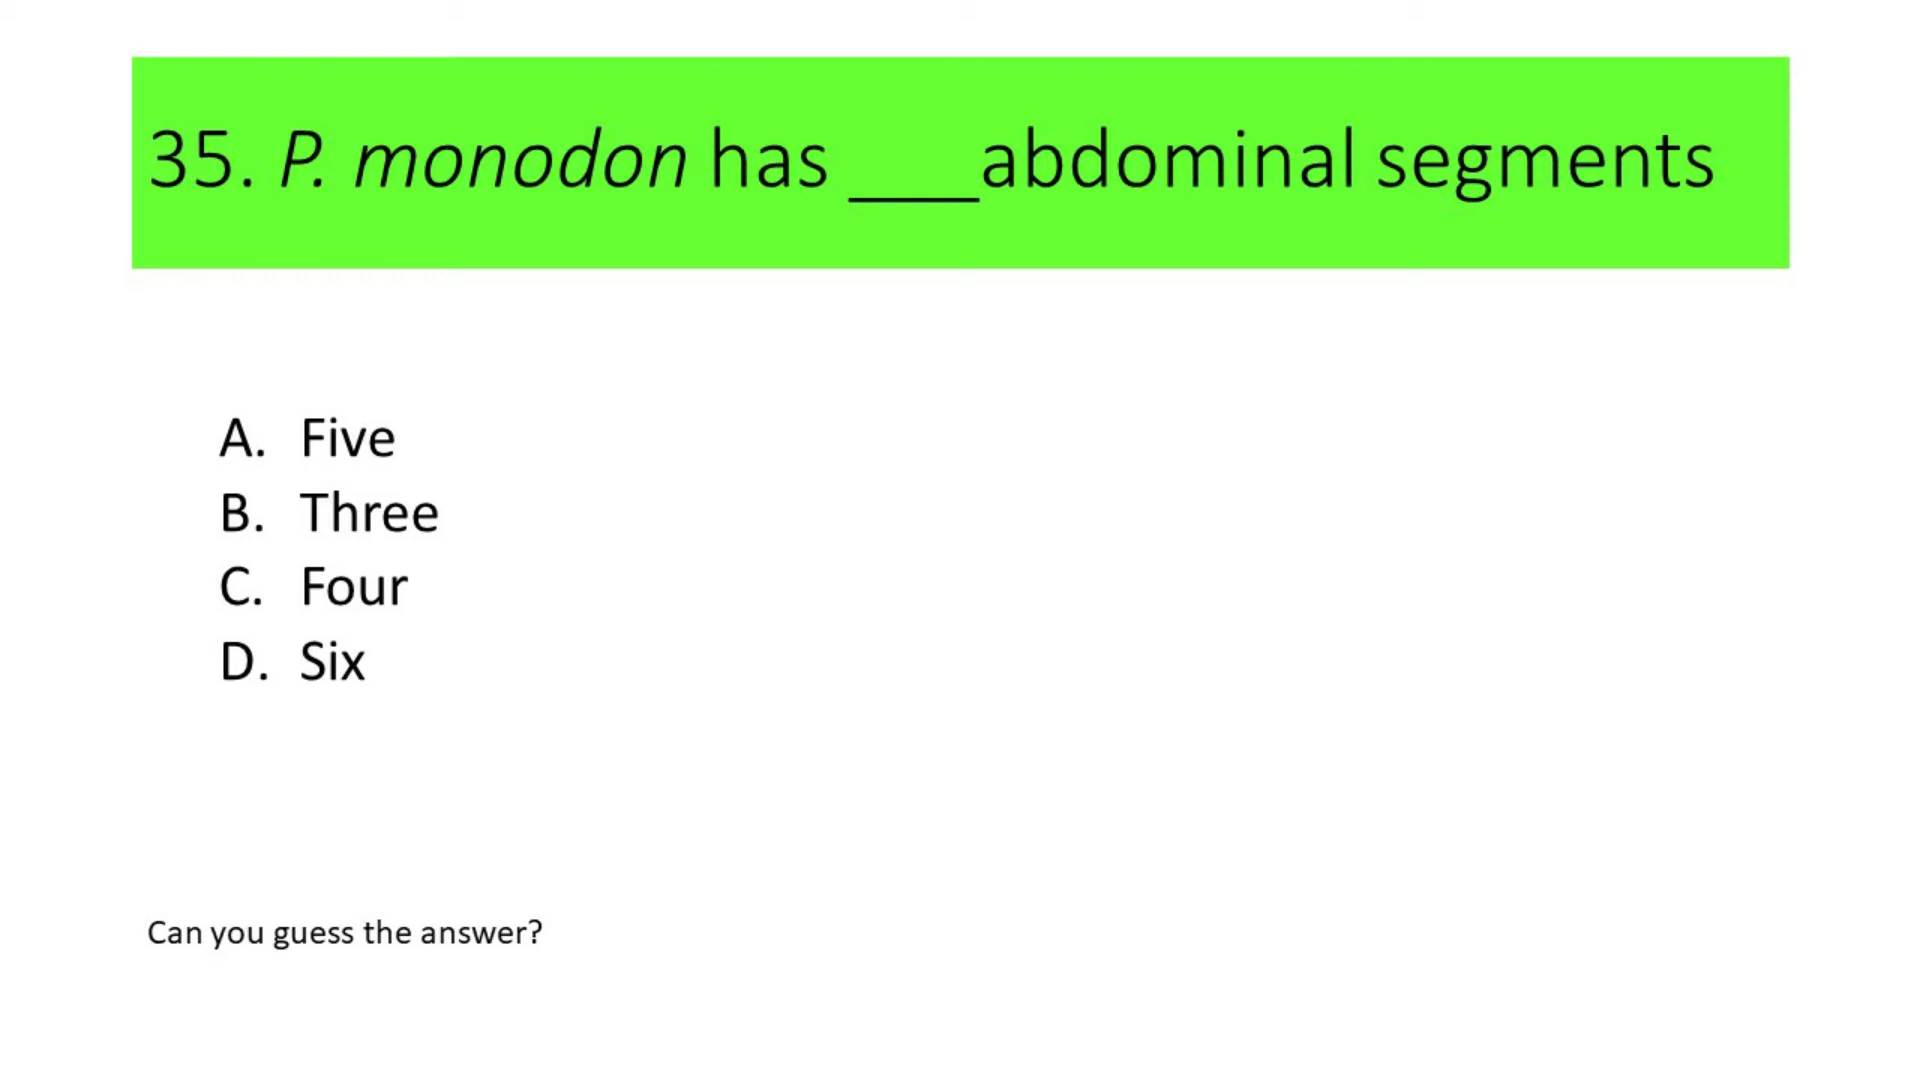 35. P. monodon has ___abdominal segments
A. Five
B. Three
C. Four
D. Six
Can you guess the answer?